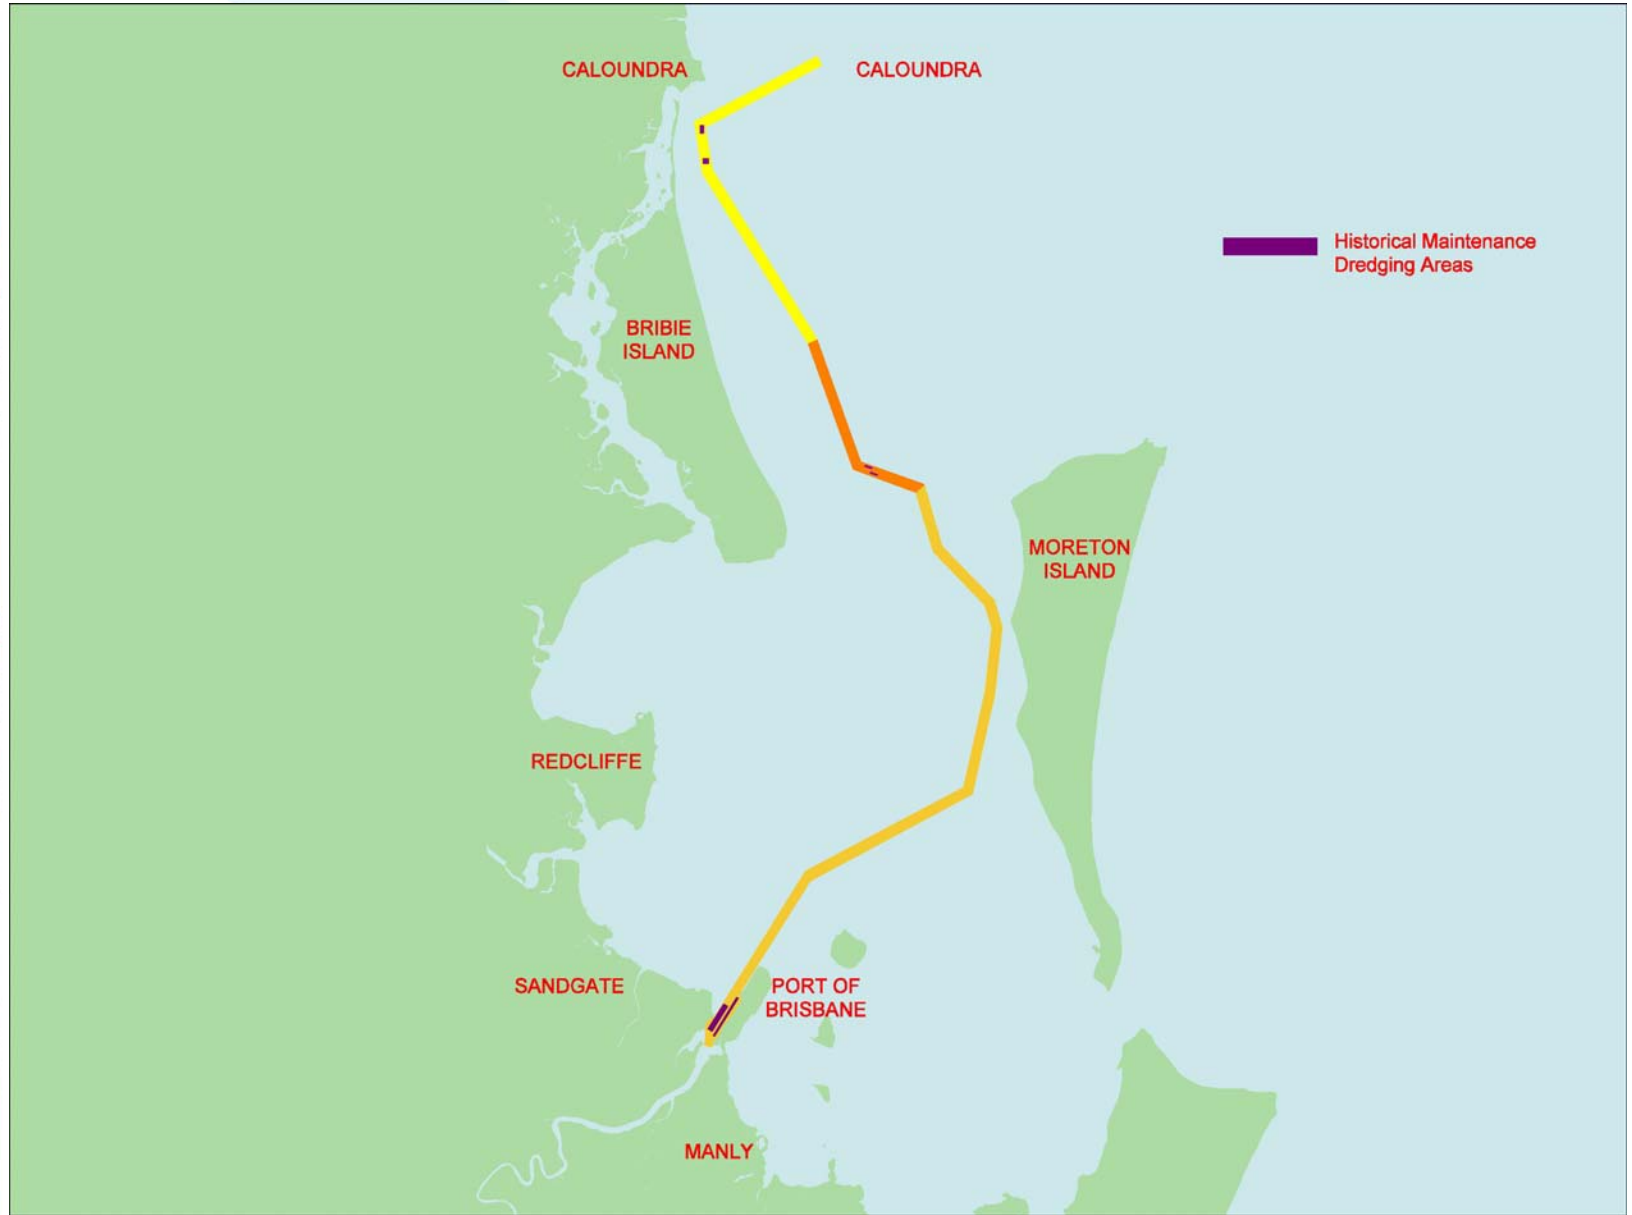 CALOUNDRA
CALOUNDRA
Historical Maintenance
Dredging Areas
BRIBIE
ISLAND
MORETON
ISLAND
REDCLIFFE
SANDGATE
PORT OF
BRISBANE
MANLY